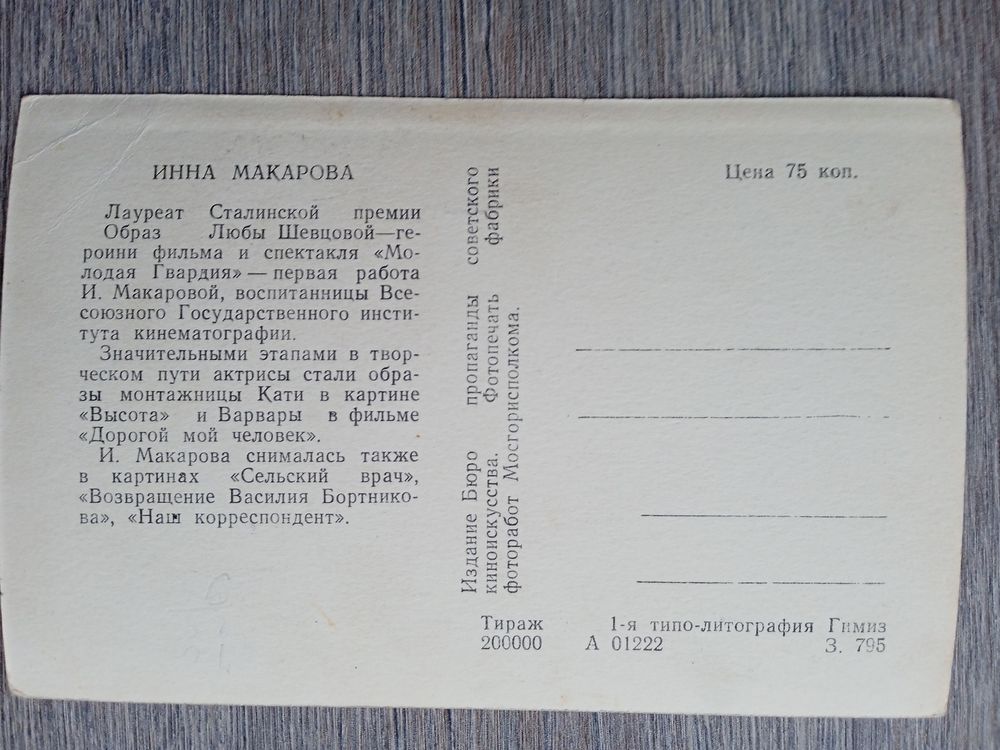 ИННА МАКАРОВА
Лауреат Сталинской премии
Образ Любы Шевцовой—ге-
роини фильма и спектакля «Мо-
лодая Гвардия» — первая работа
И. Макаровой, воспитанницы Все-
союзного Государственного инсти-
тута кинематографии.
Значительными этапами в твор-
ческом пути актрисы стали обра-
зы монтажницы Кати в картине
«Высота» и Варвары в фильме
«Дорогой мой человек».
И. Макарова снималась также
в картинах «Сельский врач»,
«Возвращение Василия Бортнико-
ва», «Наш корреспондент».
Издание Бюро пропаганды советского
киноискусства. Фотопечать фабрики
фоторабот Мосгорисполкома.
Цена 75 коп.
Тираж
200000
1-я типо-литография Гимиз
А 01222 З. 795